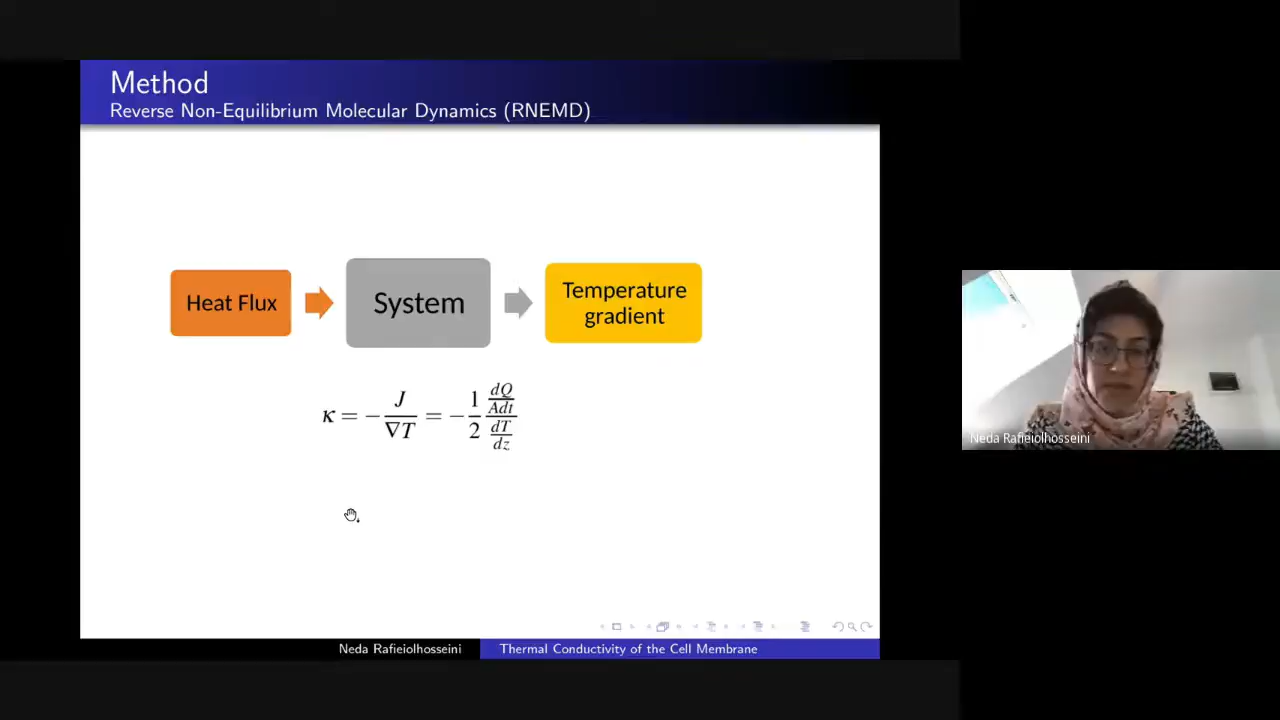 Method
Reverse Non-Equilibrium Molecular Dynamics (RNEMD)
Heat Flux
System
Temperature
gradient
κ = − J/∇T = − 1/2 (dQ/Adt)/(dT/dz)
Neda Rafieiolhosseini
Neda Rafieiolhosseini
Thermal Conductivity of the Cell Membrane